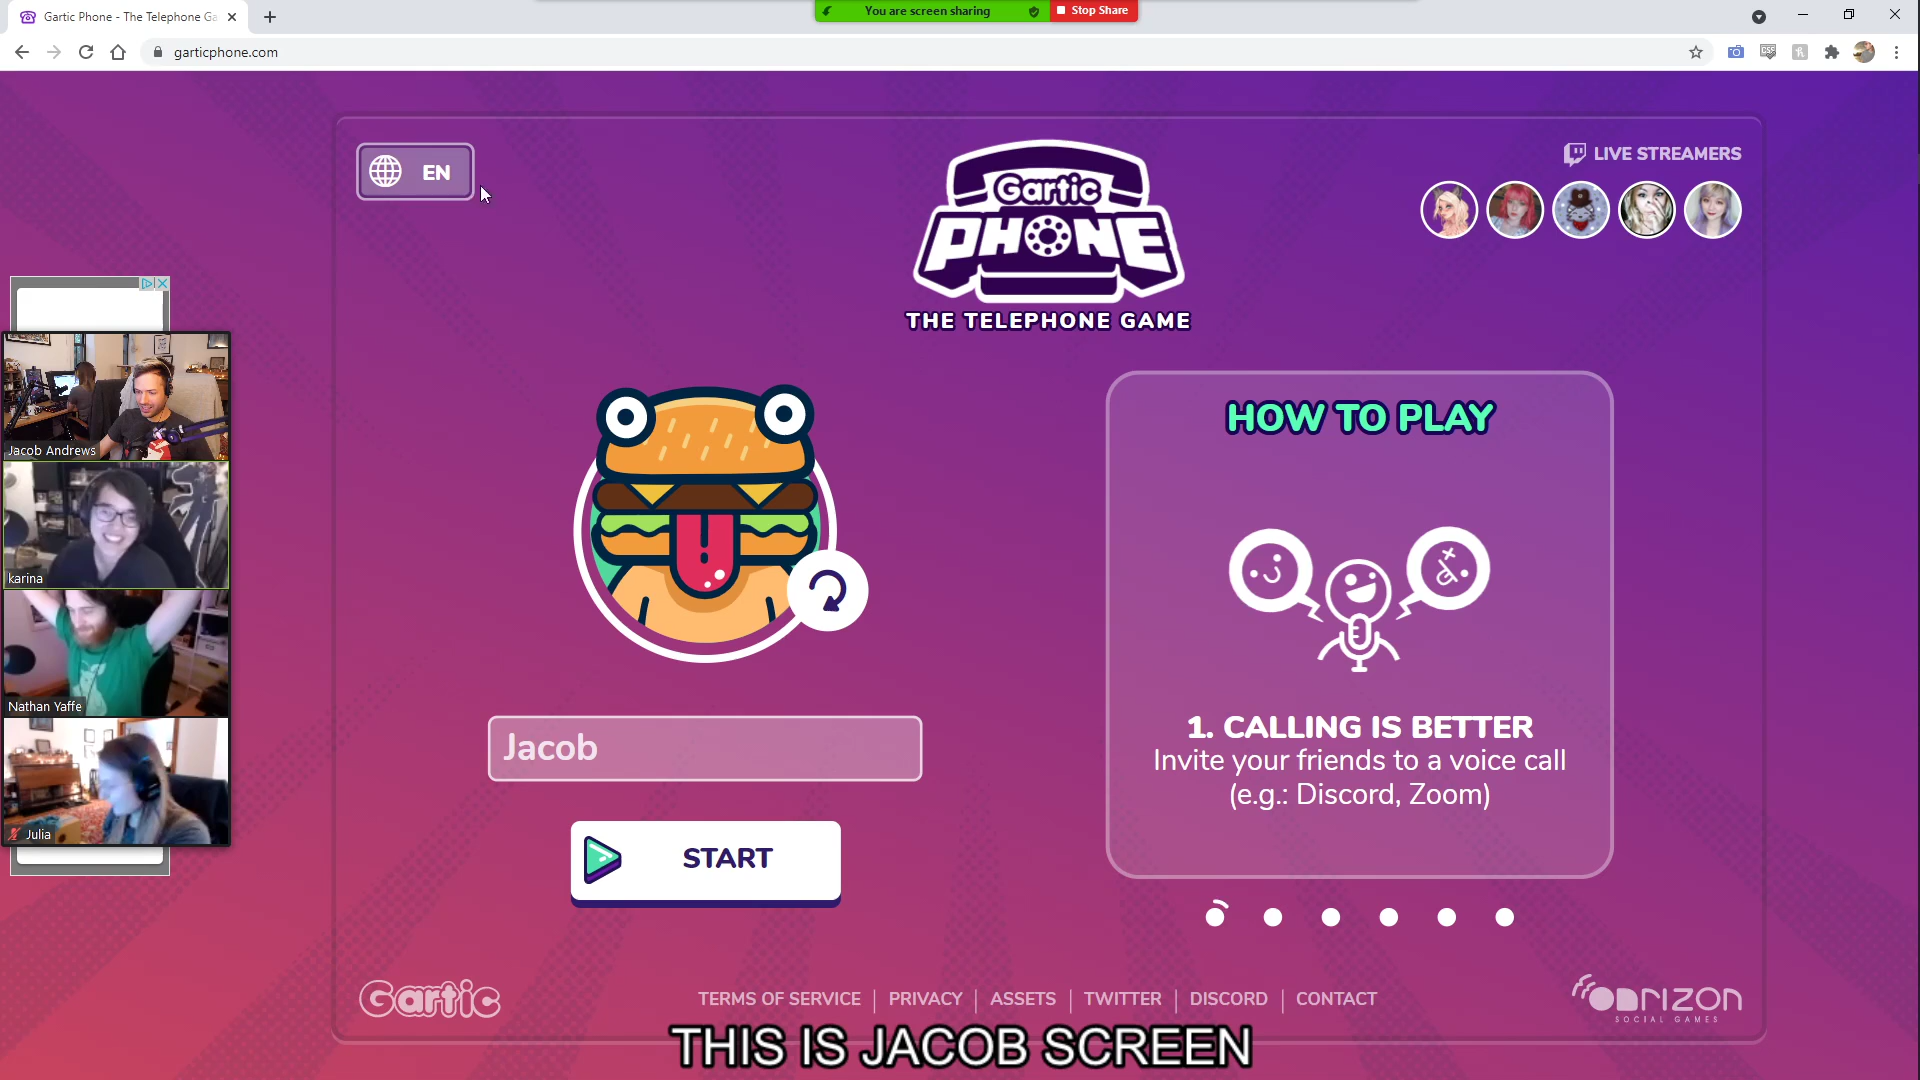 Gartic Phone - The Telephone Ga
You are screen sharing
Stop Share
garticphone.com
EN
Gartic
PHONE
THE TELEPHONE GAME
LIVE STREAMERS
Jacob Andrews
karina
Nathan Yaffe
Julia
Jacob
START
HOW TO PLAY
1. CALLING IS BETTER
Invite your friends to a voice call
(e.g.: Discord, Zoom)
Gartic
TERMS OF SERVICE | PRIVACY | ASSETS | TWITTER | DISCORD | CONTACT
ONRIZON
SOCIAL GAMES
THIS IS JACOB SCREEN